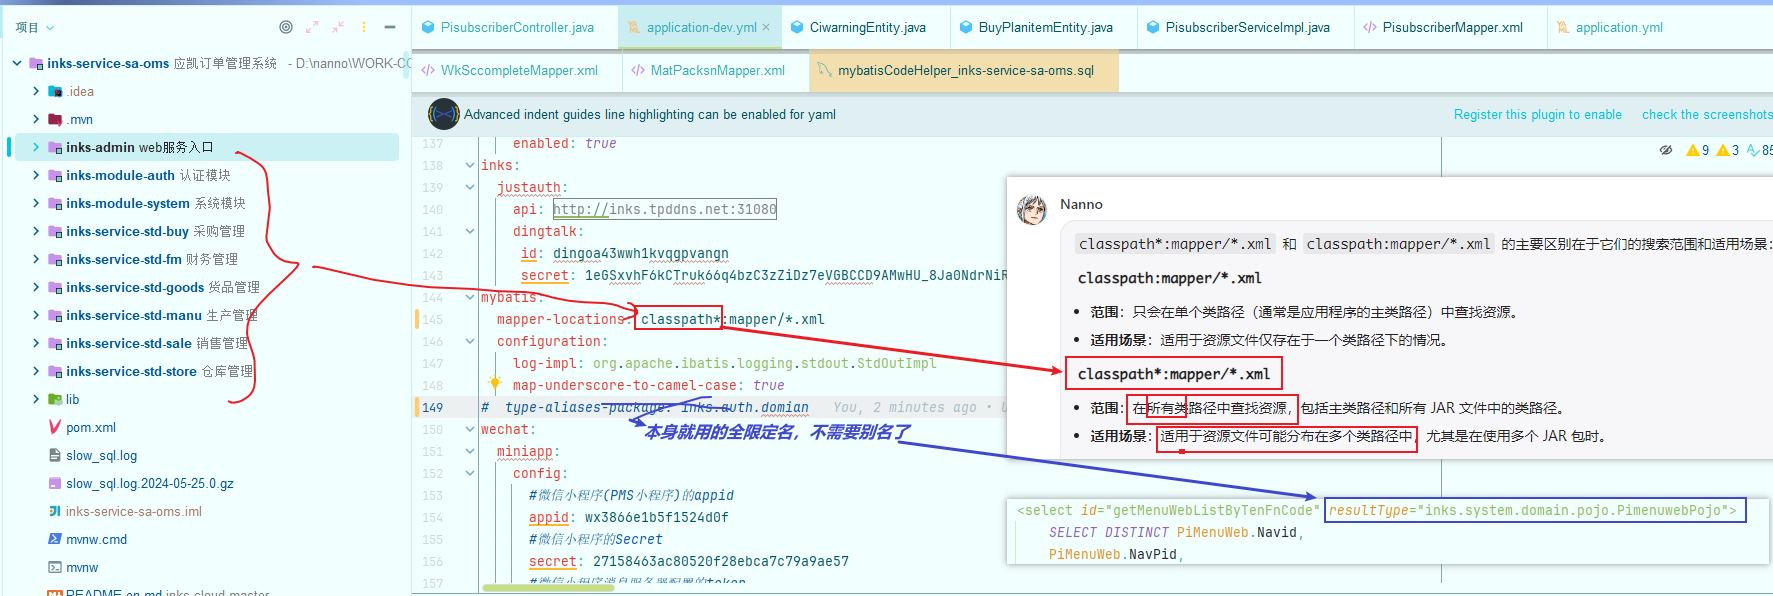 项目
PisubscriberController.java
application-dev.yml
CiwarningEntity.java
BuyPlanitemEntity.java
PisubscriberServiceImpl.java
PisubscriberMapper.xml
application.yml
WkSccompleteMapper.xml
MatPacksnMapper.xml
mybatisCodeHelper_inks-service-sa-oms.sql
inks-service-sa-oms 应凯订单管理系统 - D:\nanno\WORK-CO
.idea
.mvn
inks-admin web服务入口
inks-module-auth 认证模块
inks-module-system 系统模块
inks-service-std-buy 采购管理
inks-service-std-fm 财务管理
inks-service-std-goods 货品管理
inks-service-std-manu 生产管理
inks-service-std-sale 销售管理
inks-service-std-store 仓库管理
lib
pom.xml
slow_sql.log
slow_sql.log.2024-05-25.0.gz
inks-service-sa-oms.iml
mvnw.cmd
mvnw
README.en.md inks-cloud-master
Advanced indent guides line highlighting can be enabled for yaml
Register this plugin to enable
check the screenshots
9 3 85
137 enabled: true
138 inks:
139 justauth:
140 api: http://inks.tpddns.net:31080
141 dingtalk:
142 id: dingoa43wwh1kvqgpvangn
143 secret: 1eGSxvhF6kCTruk66q4bzC3zZiDz7eVGBCCD9AMwHU_8Ja0NdrNiR
144 mybatis:
145 mapper-locations: classpath*:mapper/*.xml
146 configuration:
147 log-impl: org.apache.ibatis.logging.stdout.StdOutImpl
148 map-underscore-to-camel-case: true
149 # type-aliases-package: inks.auth.domian You, 2 minutes ago • U
150 wechat:
本身就用的全限定名，不需要别名了
151 miniapp:
152 config:
153 #微信小程序(PMS小程序)的appid
154 appid: wx3866e1b5f1524d0f
155 #微信小程序的Secret
156 secret: 27158463ac80520f28ebca7c79a9ae57
157 #微信小程序消息服务器配置的token
Nanno
classpath*:mapper/*.xml 和 classpath:mapper/*.xml 的主要区别在于它们的搜索范围和适用场景:
classpath:mapper/*.xml
• 范围：只会在单个类路径（通常是应用程序的主类路径）中查找资源。
• 适用场景：适用于资源文件仅存在于一个类路径下的情况。
classpath*:mapper/*.xml
• 范围：在所有类路径中查找资源，包括主类路径和所有 JAR 文件中的类路径。
• 适用场景：适用于资源文件可能分布在多个类路径中，尤其是在使用多个 JAR 包时。
<select id="getMenuWebListByTenFnCode" resultType="inks.system.domain.pojo.PimenuwebPojo">
SELECT DISTINCT PiMenuWeb.Navid,
PiMenuWeb.NavPid,